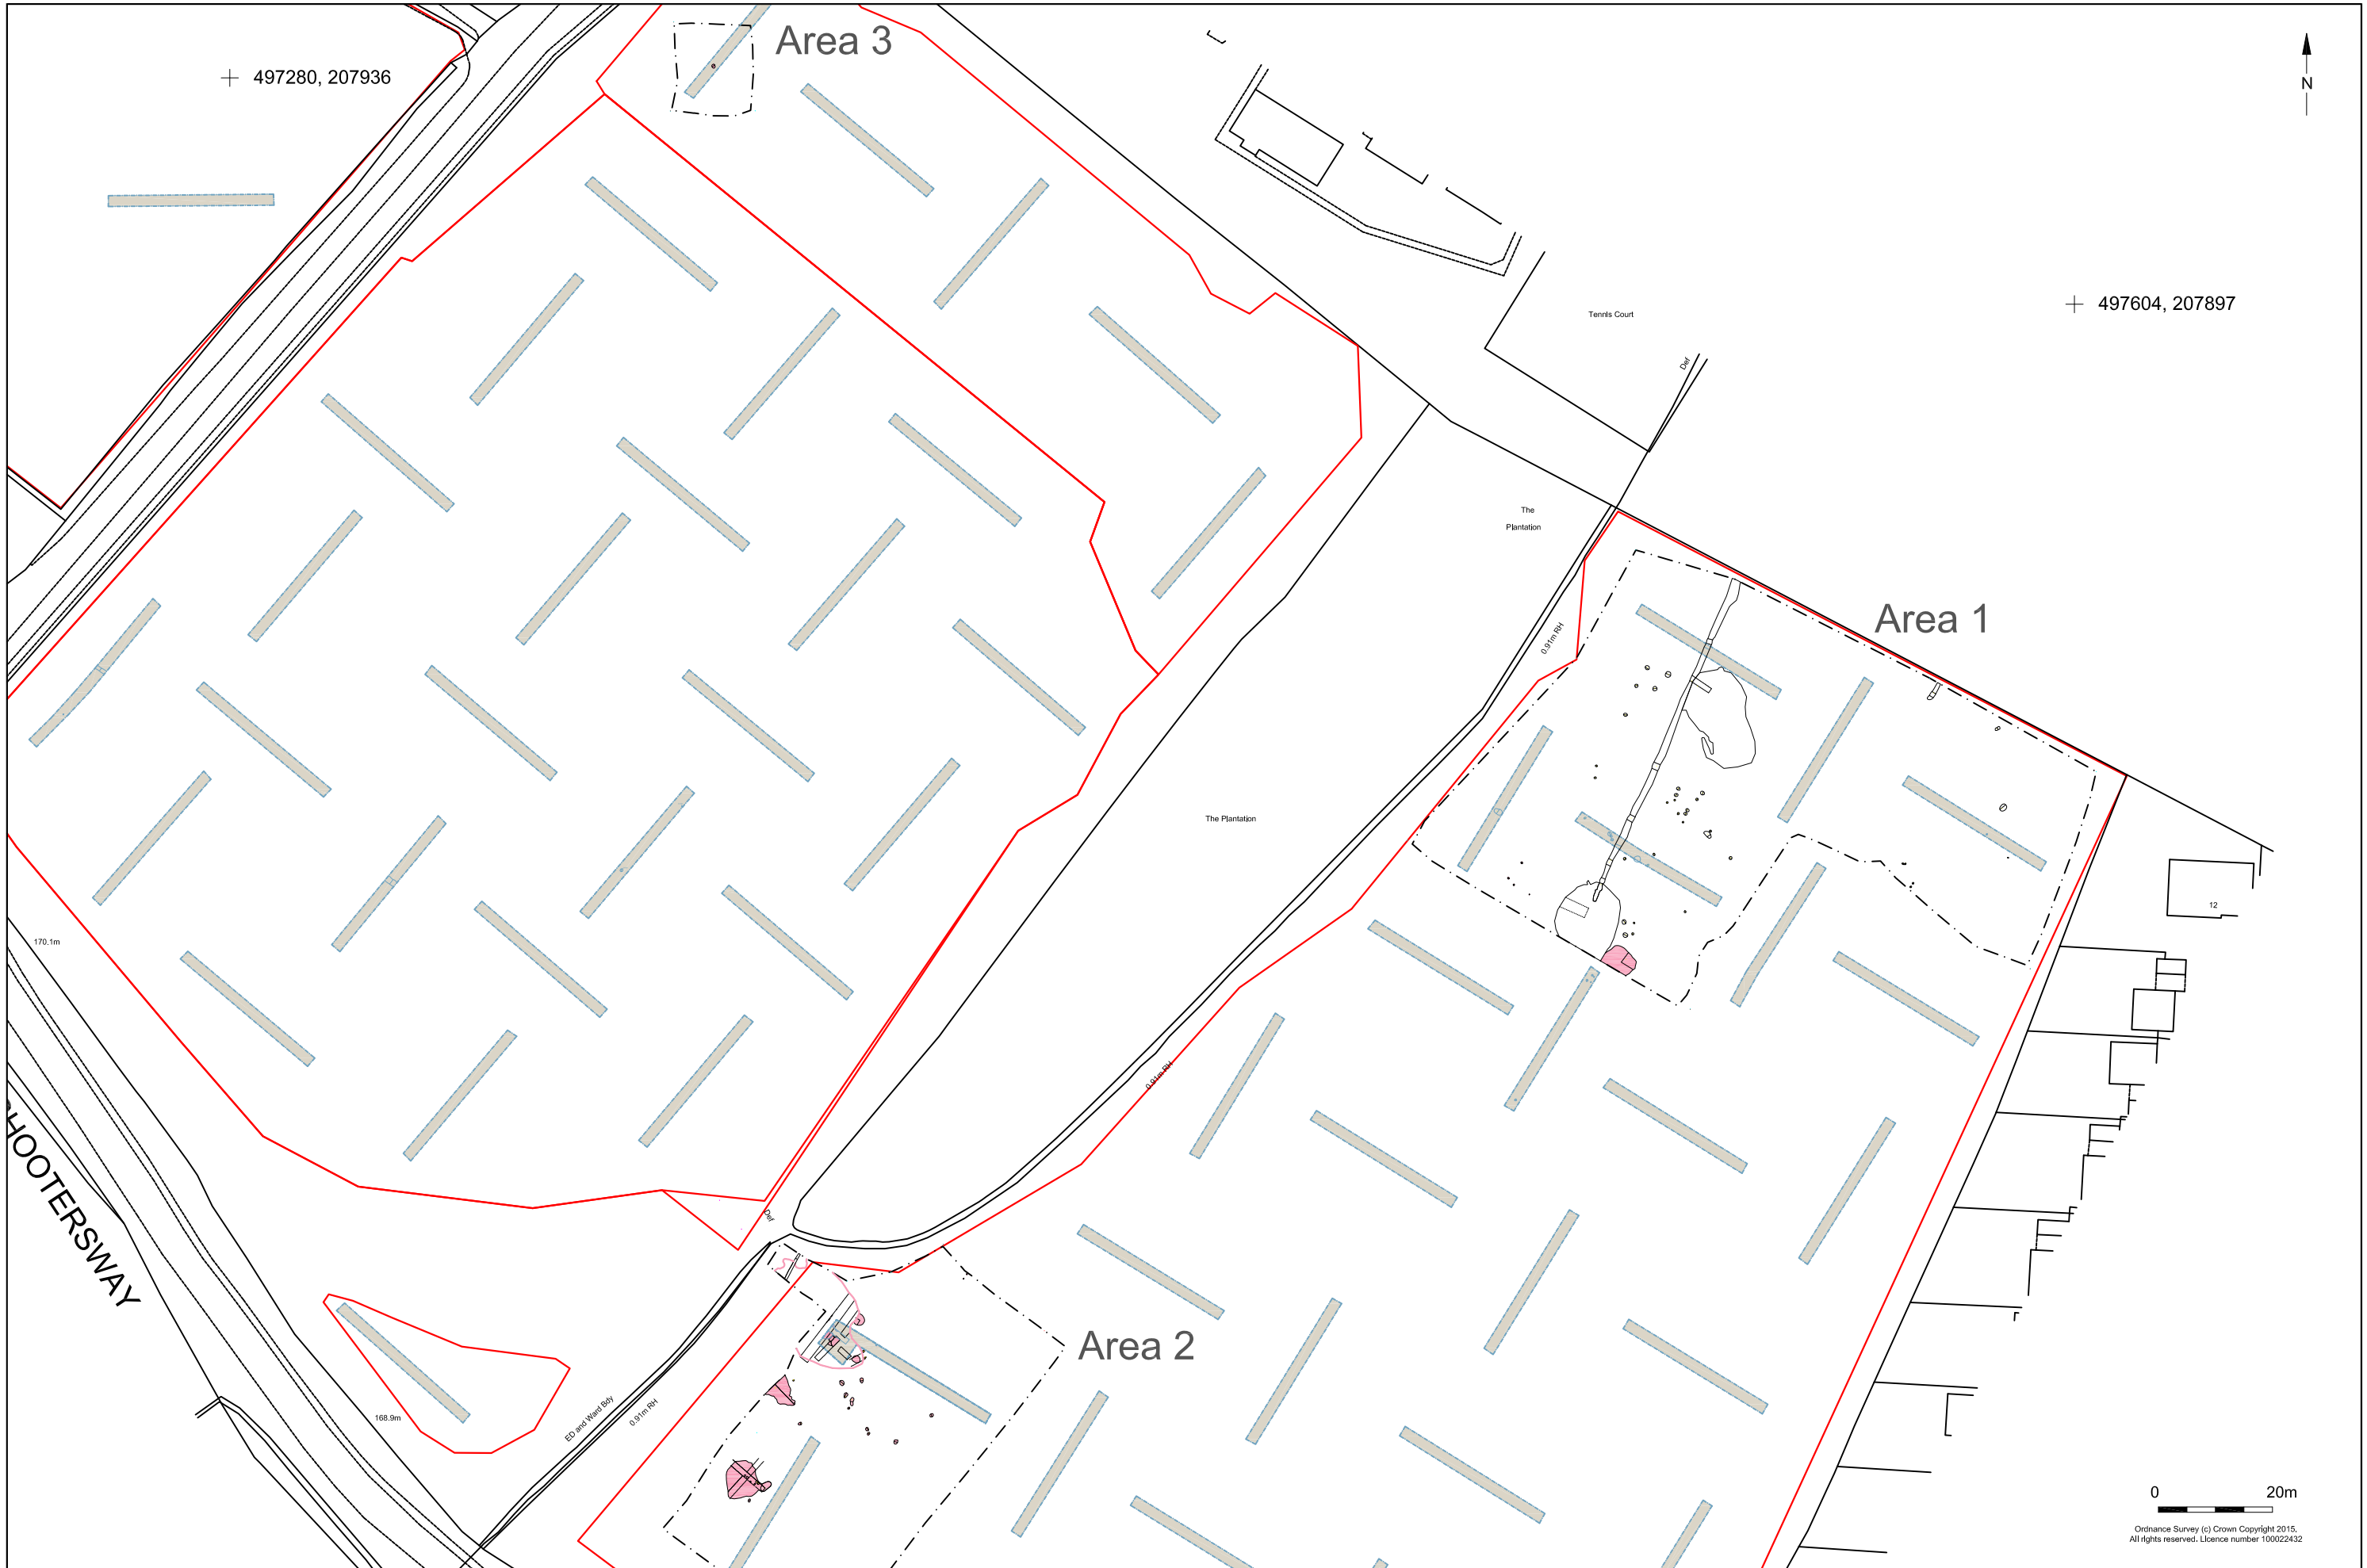 Area 3
497280, 207936
N
497604, 207897
Tennis Court
Def
The
Plantation
Area 1
0.91m RH
The Plantation
12
170.1m
0.91m RH
Def
Area 2
168.9m
ED and Ward Bdy
0.91m RH
0 20m
Ordnance Survey (c) Crown Copyright 2015,
All rights reserved. Licence number 100022432